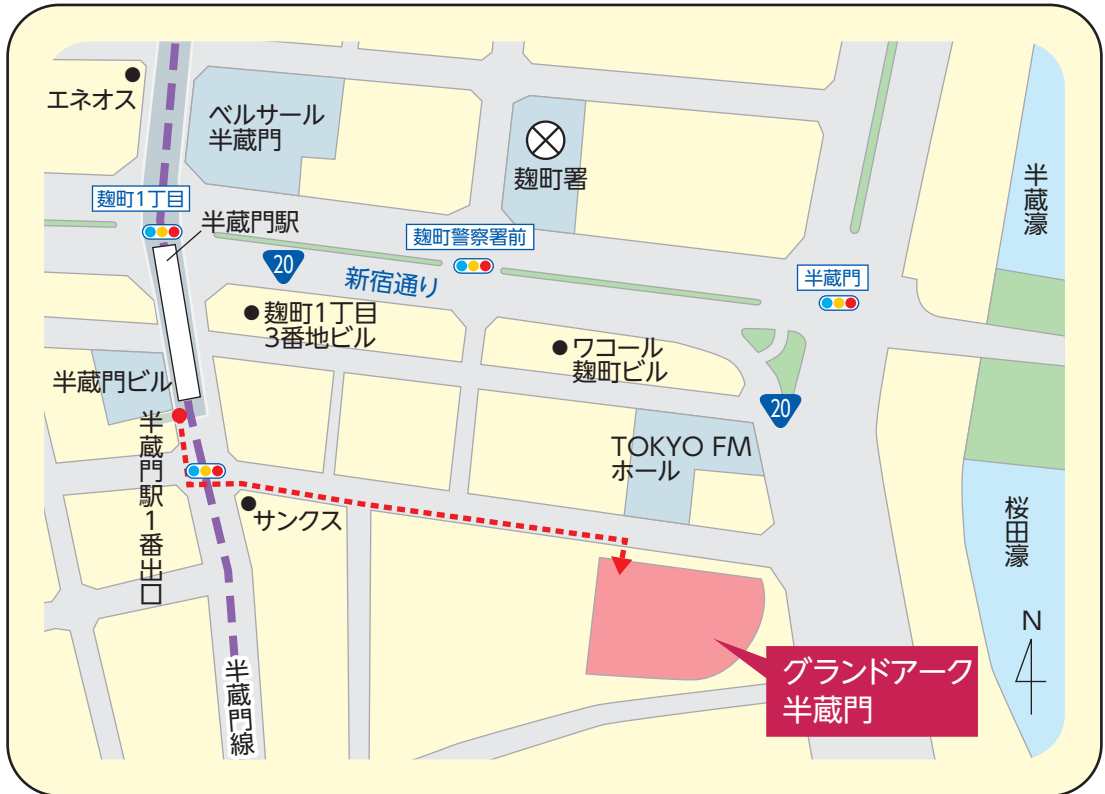 エネオス
ベルサール
半蔵門
麹町署
麹町1丁目
半蔵門駅
麹町警察署前
20
新宿通り
半蔵門
半蔵濠
麹町1丁目
3番地ビル
ワコール
麹町ビル
半蔵門ビル
20
TOKYO FM
ホール
半蔵門駅1番出口
サンクス
桜田濠
N
グランドアーク
半蔵門
半蔵門線